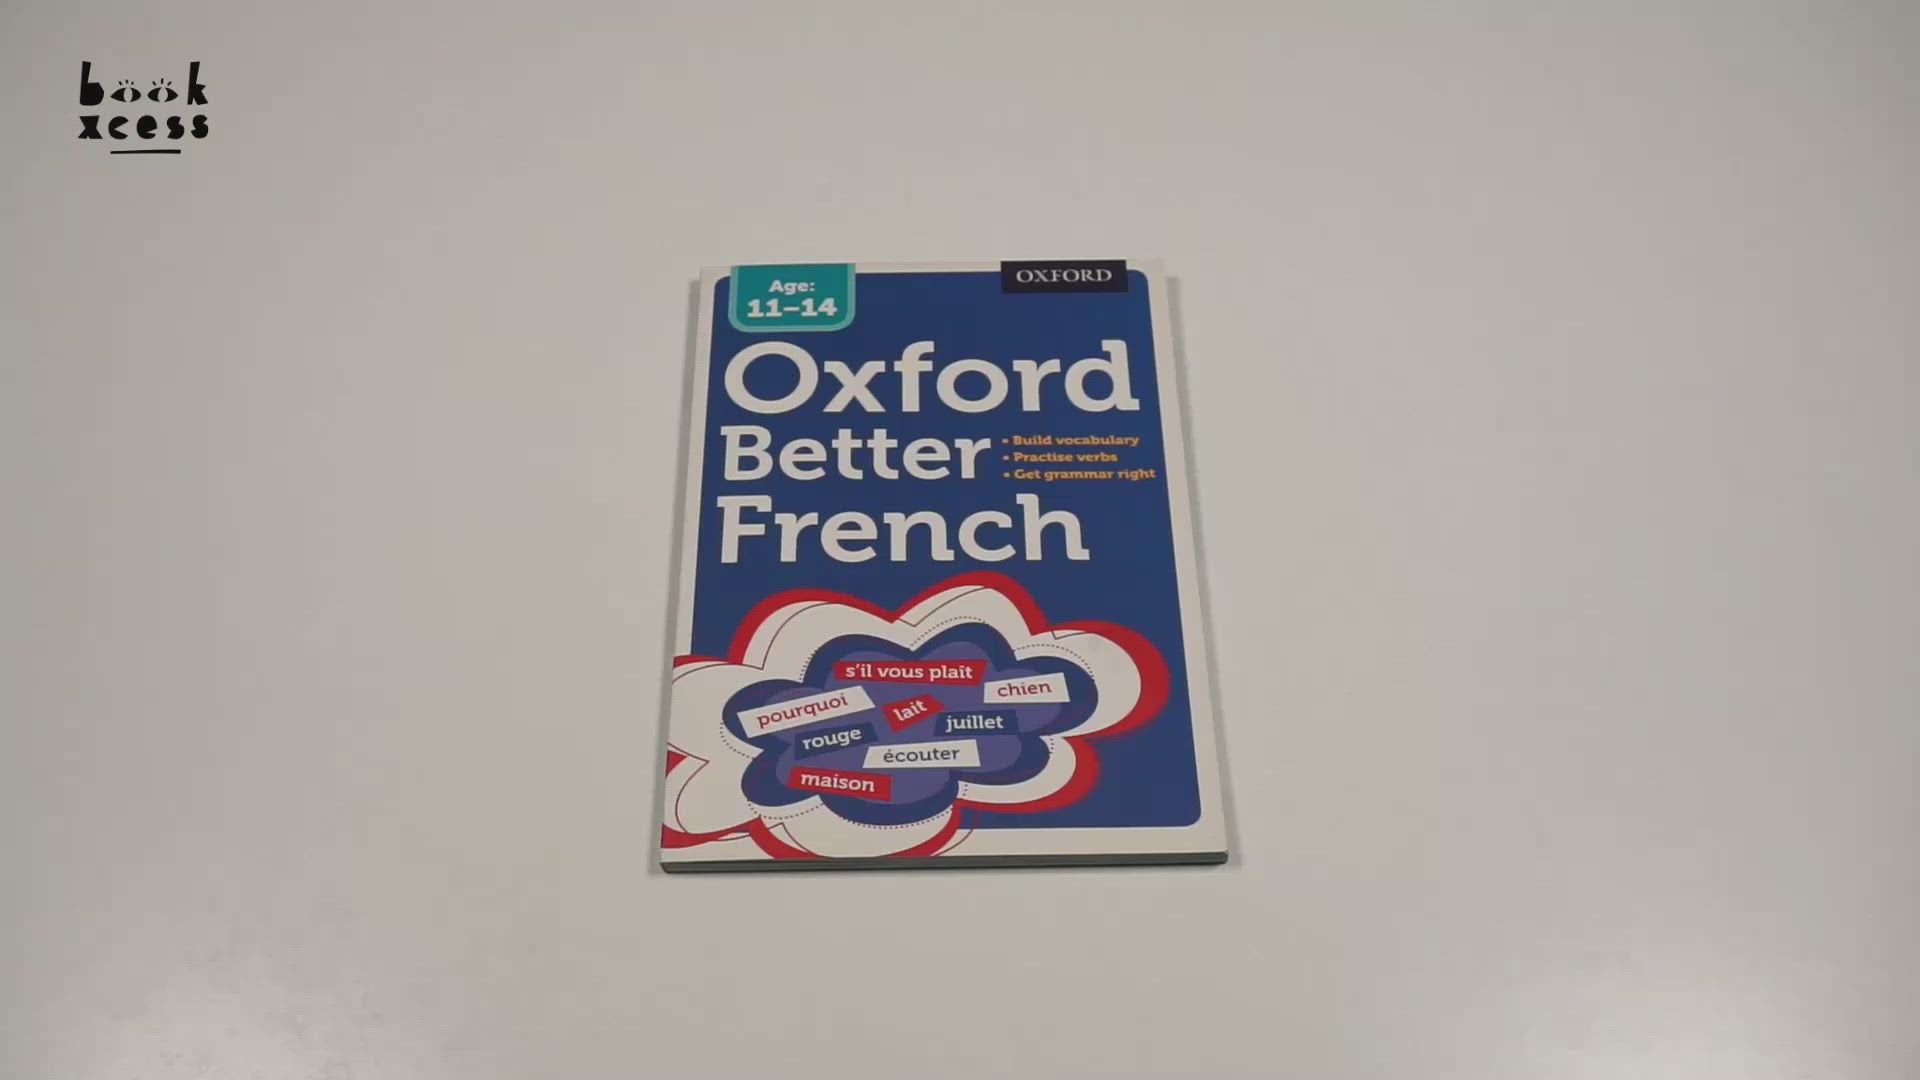 book
xcess
Age:
11–14
OXFORD
Oxford
Better
French
• Build vocabulary
• Practise verbs
• Get grammar right
s'il vous plaît
chien
pourquoi
lait
juillet
rouge
écouter
maison